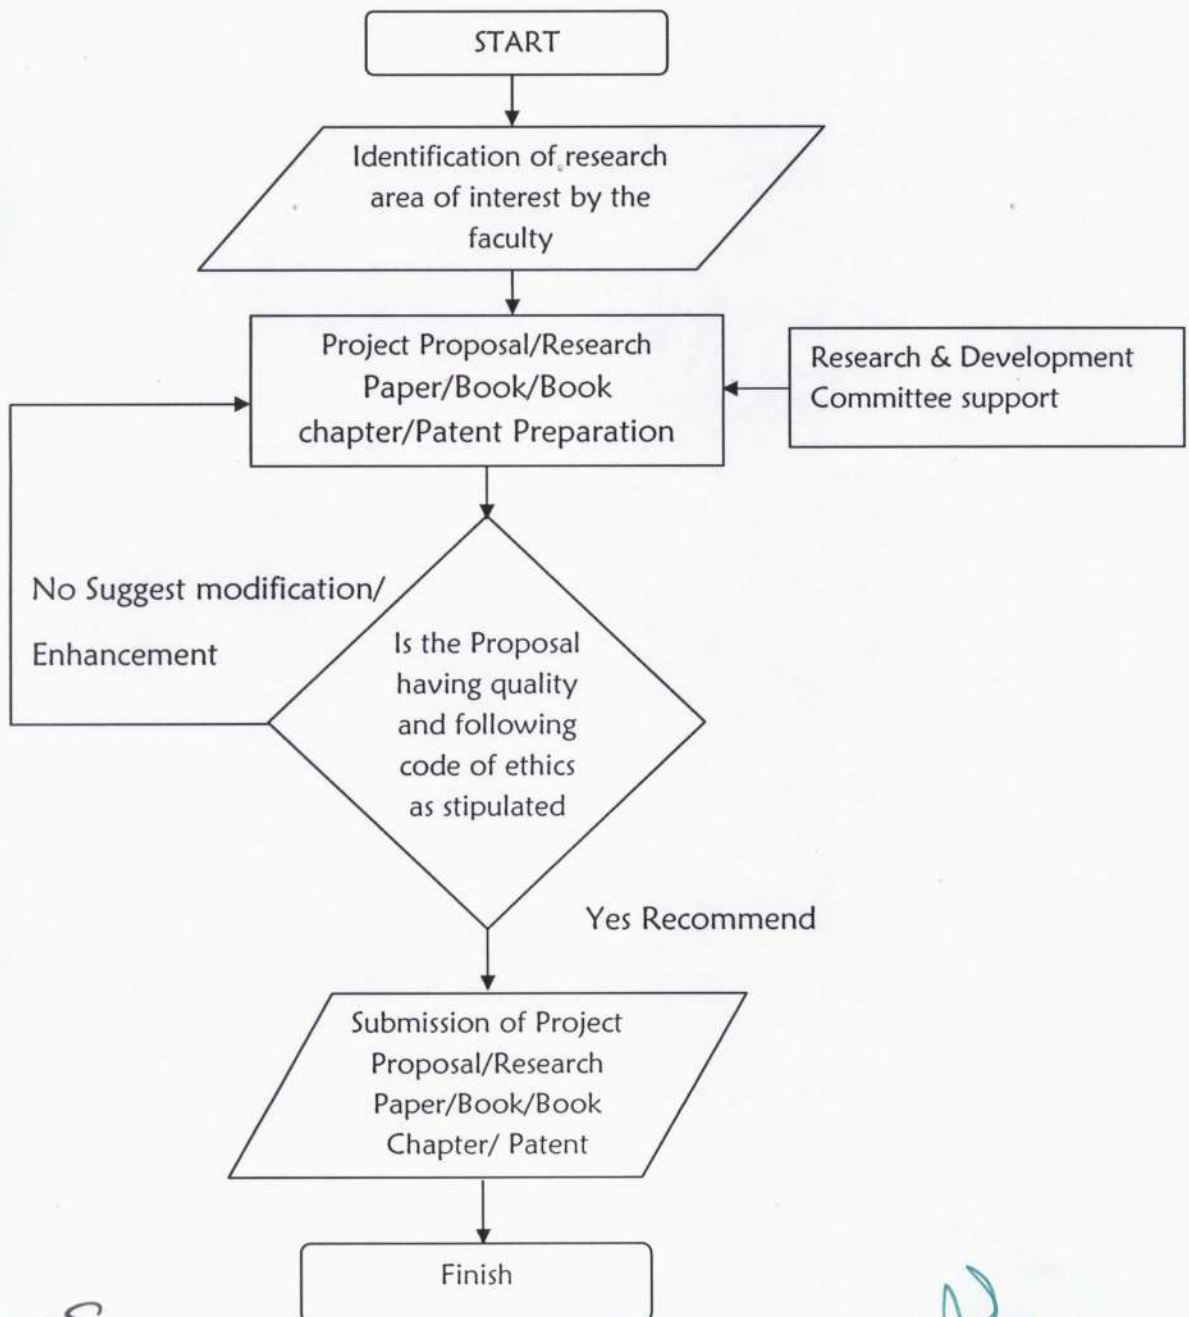 START
Identification of research
area of interest by the
faculty
Project Proposal/Research
Paper/Book/Book
chapter/Patent Preparation
Research & Development
Committee support
No Suggest modification/
Enhancement
Is the Proposal
having quality
and following
code of ethics
as stipulated
Yes Recommend
Submission of Project
Proposal/Research
Paper/Book/Book
Chapter/ Patent
Finish